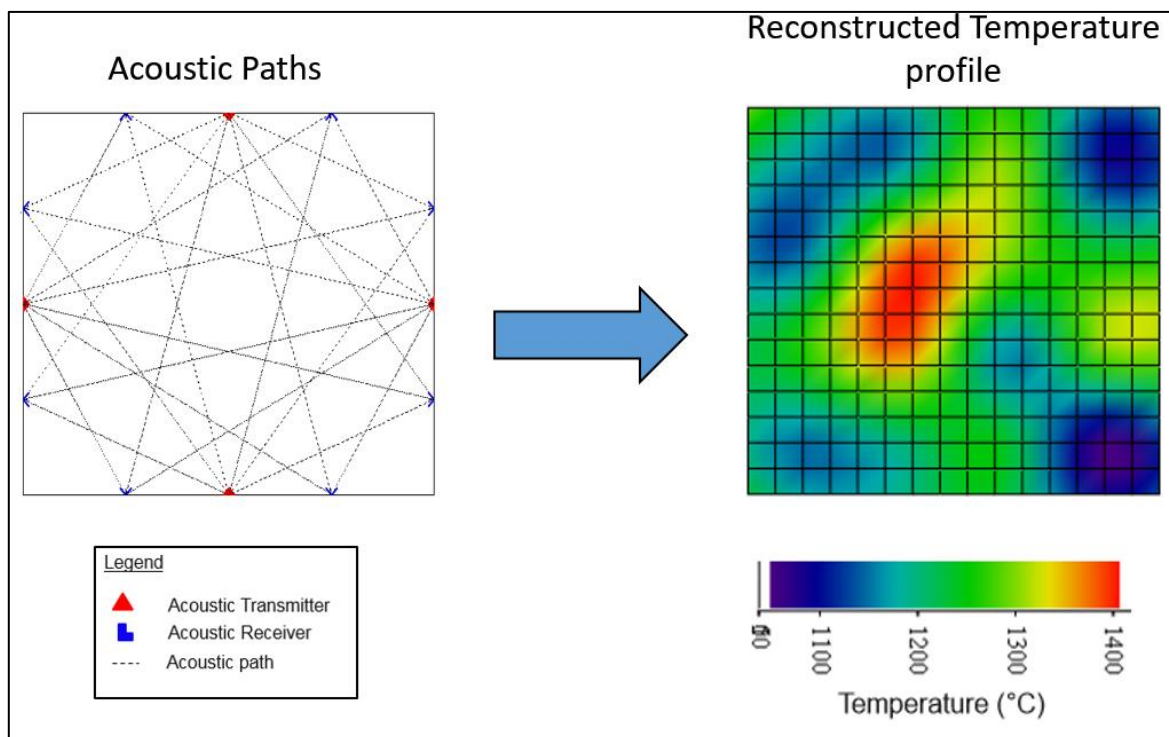 Acoustic Paths
Reconstructed Temperature
profile
Legend
Acoustic Transmitter
Acoustic Receiver
Acoustic path
1100
1200
1300
1400
Temperature (°C)